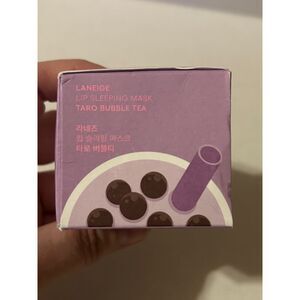 LANEIGE
LIP SLEEPING MASK
TARO BUBBLE TEA
라네즈
립 슬리핑 마스크
타로 버블티